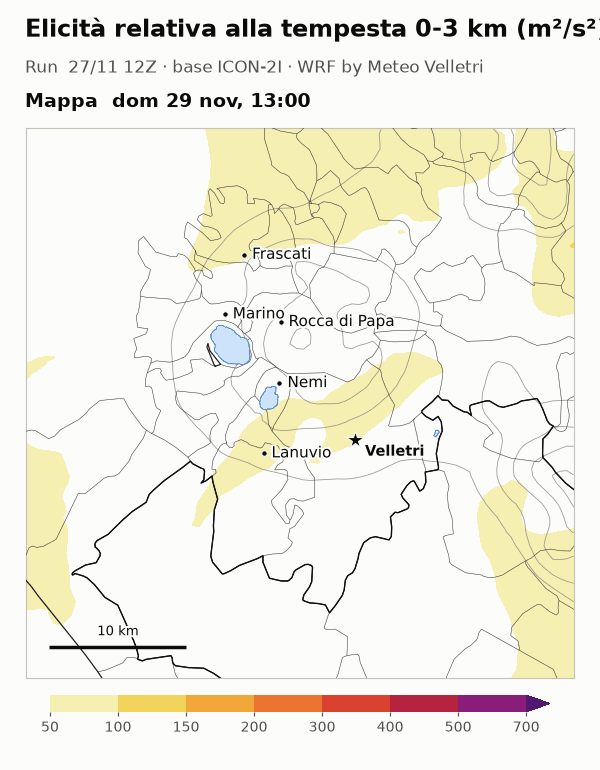 Elicità relativa alla tempesta 0-3 km (m²/s²)
Run  27/11 12Z · base ICON-2I · WRF by Meteo Velletri
Mappa  dom 29 nov, 13:00
Frascati
Marino
Rocca di Papa
Nemi
Velletri
Lanuvio
10 km
50 100 150 200 300 400 500 700